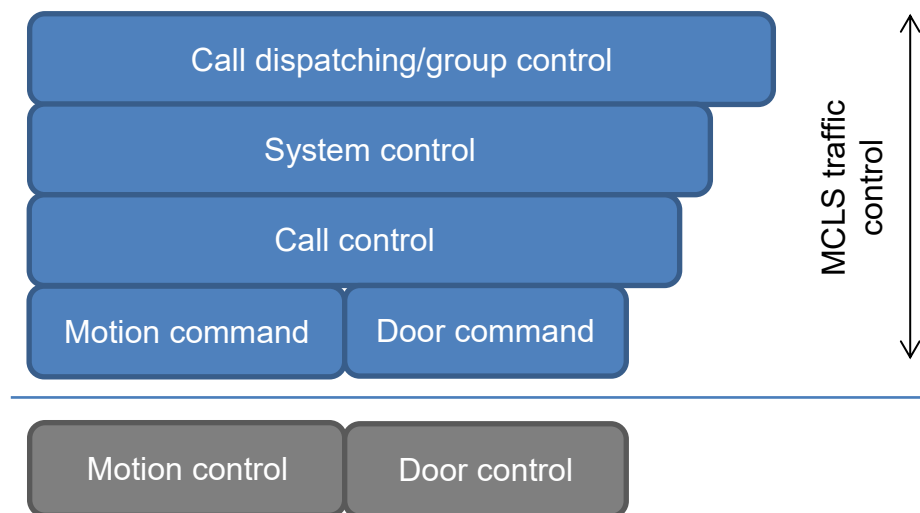 Call dispatching/group control
System control
Call control
Motion command
Door command
MCLS traffic
control
Motion control
Door control